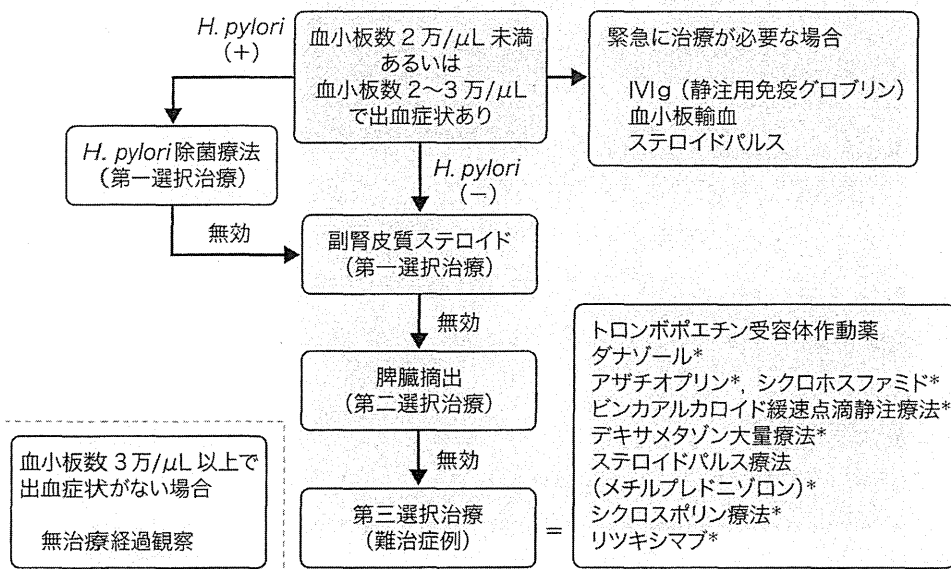 H. pylori
(+)
血小板数 2 万/μL 未満
あるいは
血小板数 2〜3 万/μL
で出血症状あり
緊急に治療が必要な場合
IVIg (静注用免疫グロブリン)
血小板輸血
ステロイドパルス
H. pylori 除菌療法
(第一選択治療)
H. pylori
(−)
無効
副腎皮質ステロイド
(第一選択治療)
無効
脾臓摘出
(第二選択治療)
無効
第三選択治療
(難治症例)
=
トロンボポエチン受容体作動薬
ダナゾール*
アザチオプリン*, シクロホスファミド*
ビンカアルカロイド緩速点滴静注療法*
デキサメタゾン大量療法*
ステロイドパルス療法
(メチルプレドニゾロン)*
シクロスポリン療法*
リツキシマブ*
血小板数 3 万/μL 以上で
出血症状がない場合
無治療経過観察